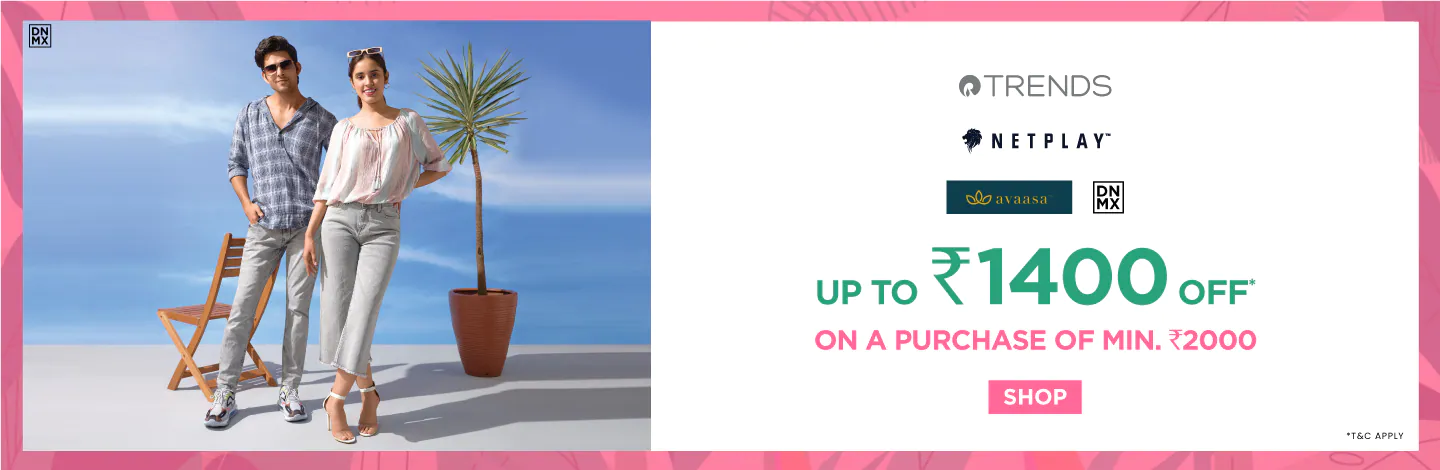 DN
MX
TRENDS
NETPLAY™
avaasa
DN
MX
UP TO ₹1400 OFF*
ON A PURCHASE OF MIN. ₹2000
SHOP
*T&C APPLY